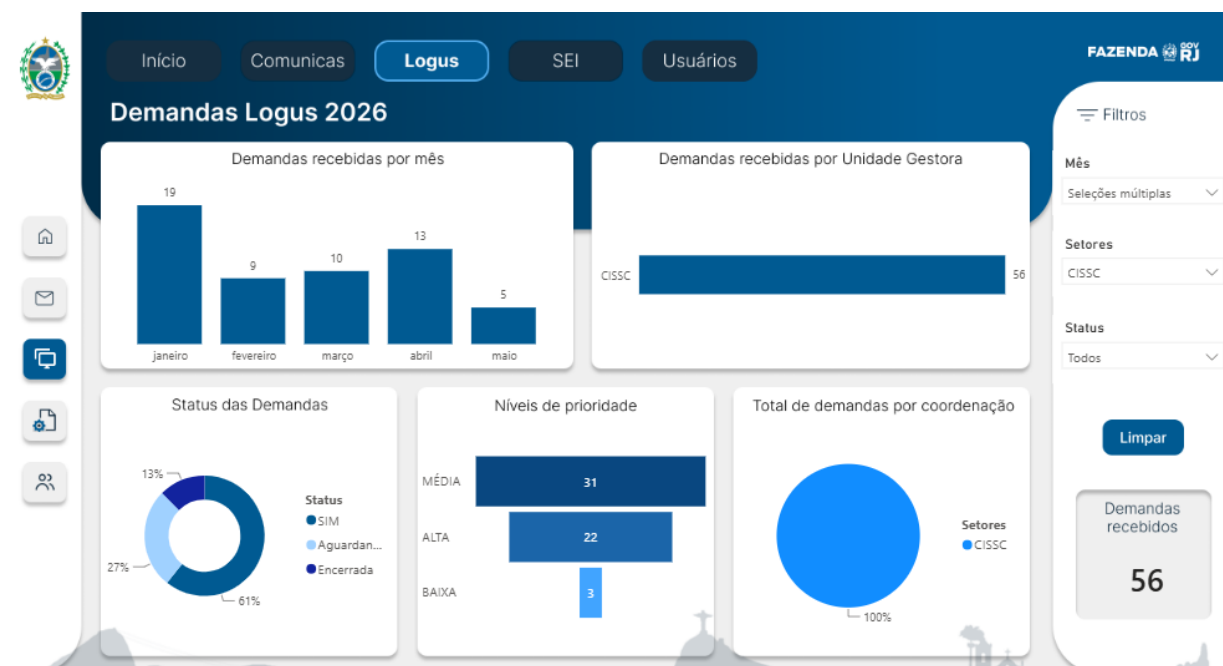 Início
Comunicas
Logus
SEI
Usuários
FAZENDA
GOV
RJ
Demandas Logus 2026
Filtros
Demandas recebidas por mês
19
9
10
13
5
janeiro
fevereiro
março
abril
maio
Demandas recebidas por Unidade Gestora
CISSC
56
Mês
Seleções múltiplas
Setores
CISSC
Status
Todos
Limpar
Demandas
recebidos
56
Status das Demandas
13%
27%
61%
Status
SIM
Aguardan...
Encerrada
Níveis de prioridade
MÉDIA
31
ALTA
22
BAIXA
3
Total de demandas por coordenação
100%
Setores
CISSC